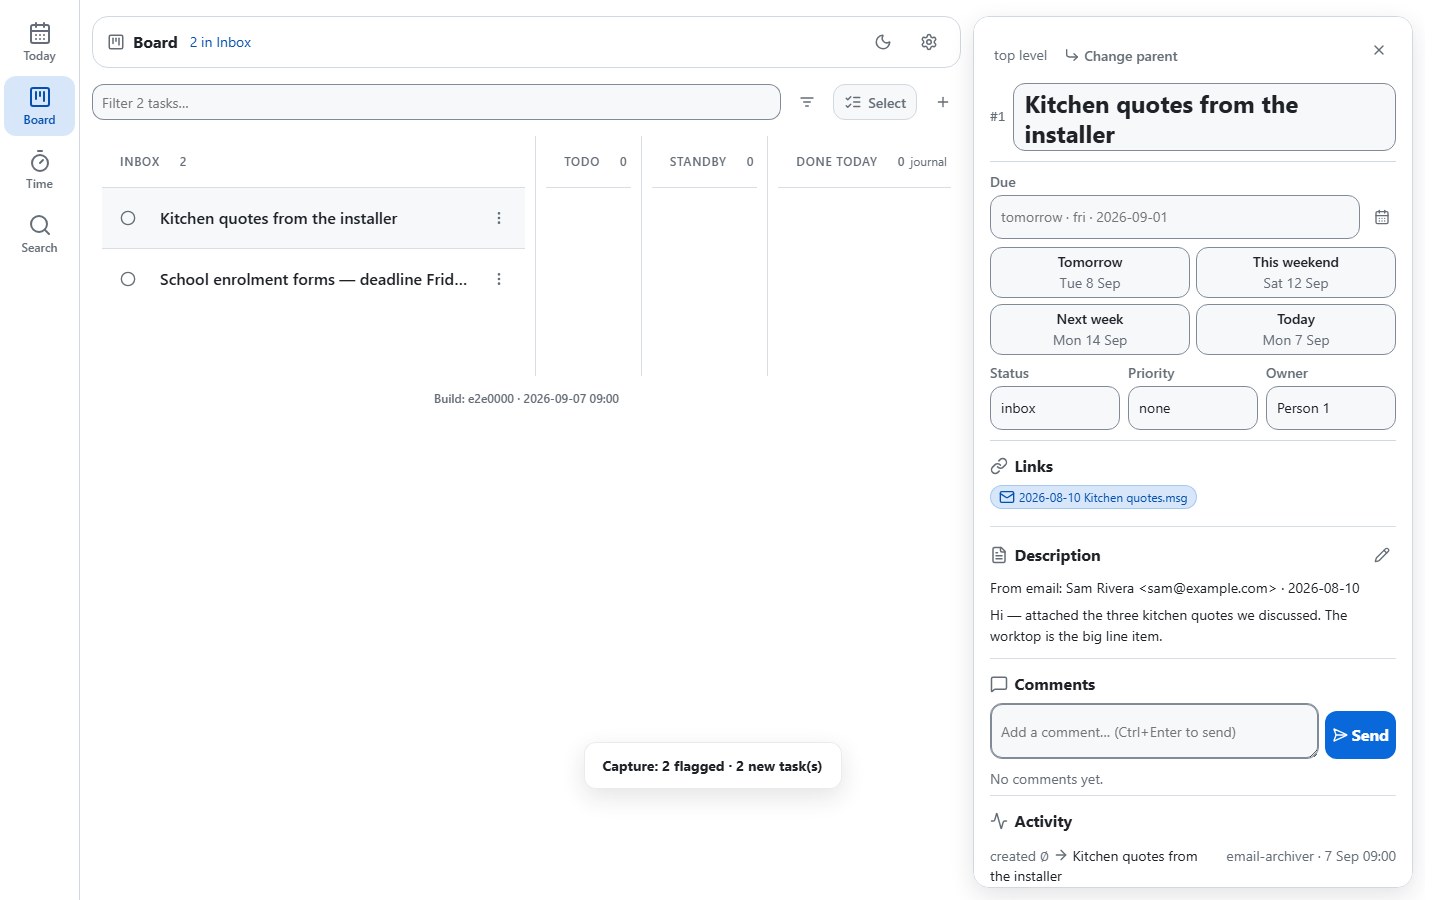 Today
Board
Time
Search
Board 2 in Inbox
Filter 2 tasks...
Select
INBOX 2
TODO 0
STANDBY 0
DONE TODAY 0 journal
Kitchen quotes from the installer
School enrolment forms — deadline Frid...
Build: e2e0000 · 2026-09-07 09:00
Capture: 2 flagged · 2 new task(s)
top level Change parent
#1 Kitchen quotes from the
installer
Due
tomorrow · fri · 2026-09-01
Tomorrow
Tue 8 Sep
This weekend
Sat 12 Sep
Next week
Mon 14 Sep
Today
Mon 7 Sep
Status Priority Owner
inbox none Person 1
Links
2026-08-10 Kitchen quotes.msg
Description
From email: Sam Rivera <sam@example.com> · 2026-08-10
Hi — attached the three kitchen quotes we discussed. The
worktop is the big line item.
Comments
Add a comment... (Ctrl+Enter to send)
Send
No comments yet.
Activity
created ∅ → Kitchen quotes from email-archiver · 7 Sep 09:00
the installer